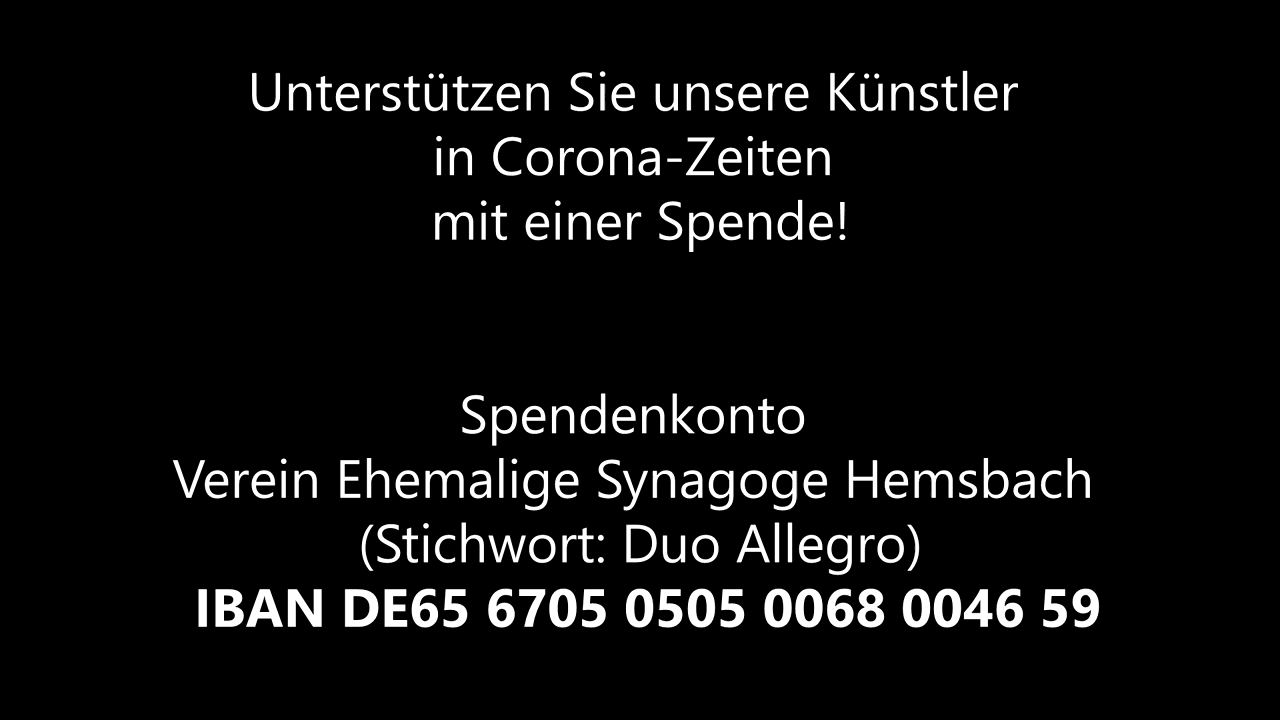 Unterstützen Sie unsere Künstler
in Corona-Zeiten
mit einer Spende!
Spendenkonto
Verein Ehemalige Synagoge Hemsbach
(Stichwort: Duo Allegro)
IBAN DE65 6705 0505 0068 0046 59